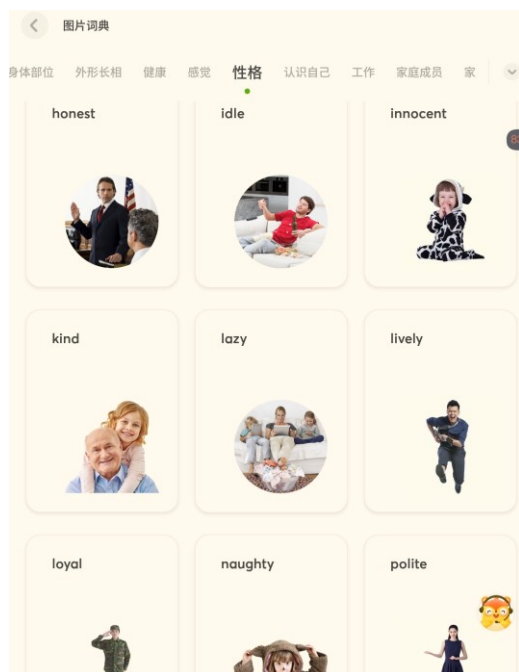 图片词典
身体部位 外形长相 健康 感觉 性格 认识自己 工作 家庭成员 家
honest idle innocent
kind lazy lively
loyal naughty polite